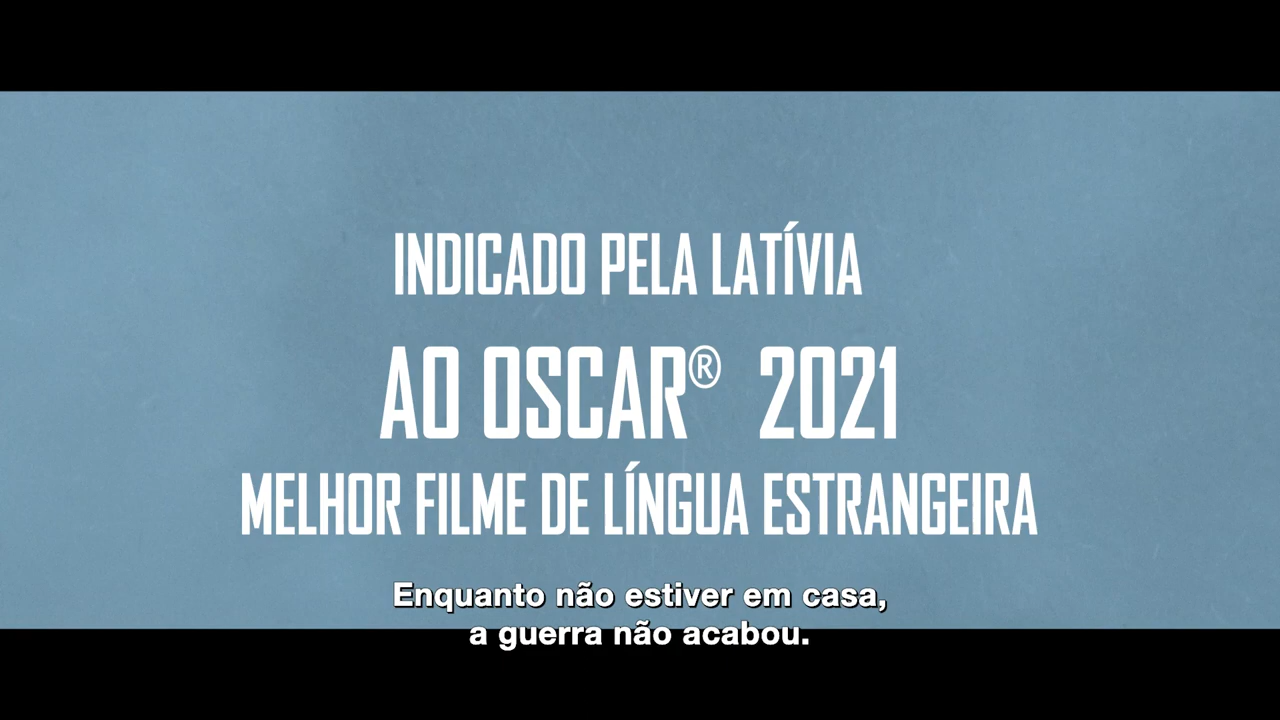 INDICADO PELA LATÍVIA
AO OSCAR® 2021
MELHOR FILME DE LÍNGUA ESTRANGEIRA
Enquanto não estiver em casa,
a guerra não acabou.